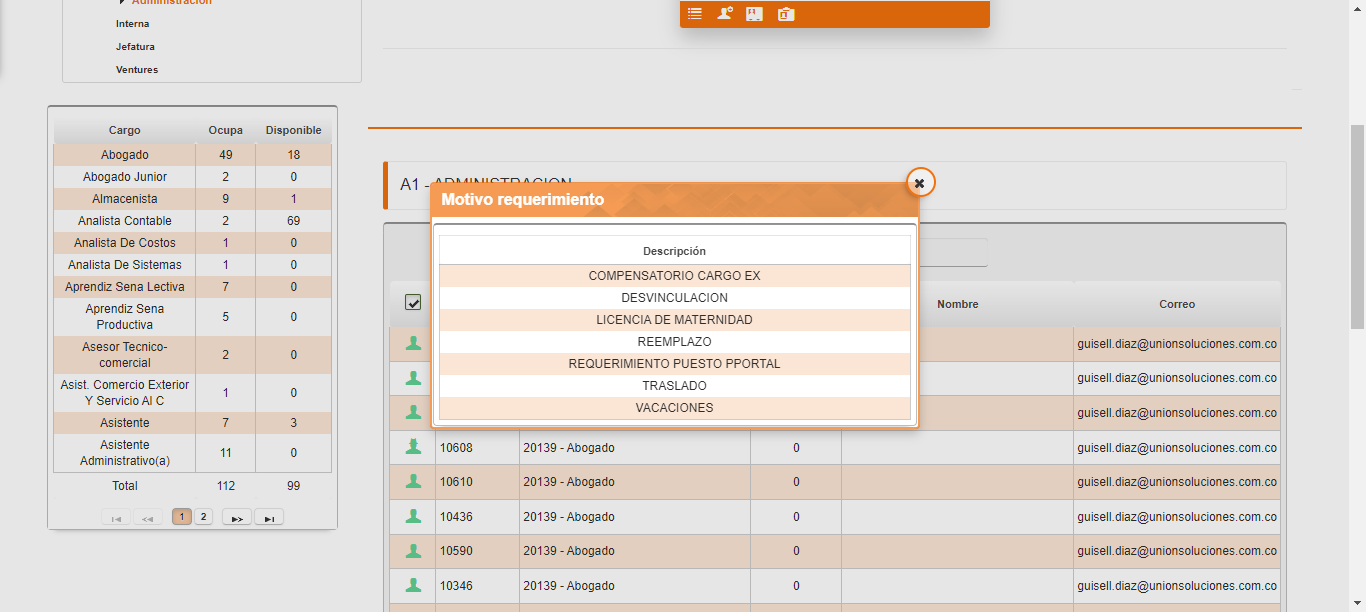 Administración
Interna
Jefatura
Ventures
Cargo Ocupa Disponible
Abogado 49 18
Abogado Junior 2 0
Almacenista 9 1
Analista Contable 2 69
Analista De Costos 1 0
Analista De Sistemas 1 0
Aprendiz Sena Lectiva 7 0
Aprendiz Sena
Productiva 5 0
Asesor Tecnico-
comercial 2 0
Asist. Comercio Exterior
Y Servicio Al C 1 0
Asistente 7 3
Asistente
Administrativo(a) 11 0
Total 112 99
1 2
A1 - ADMINISTRACION
Motivo requerimiento
Descripción
COMPENSATORIO CARGO EX
DESVINCULACION
LICENCIA DE MATERNIDAD
REEMPLAZO
REQUERIMIENTO PUESTO PPORTAL
TRASLADO
VACACIONES
Nombre Correo
guisell.diaz@unionsoluciones.com.co
guisell.diaz@unionsoluciones.com.co
guisell.diaz@unionsoluciones.com.co
10608 20139 - Abogado 0 guisell.diaz@unionsoluciones.com.co
10610 20139 - Abogado 0 guisell.diaz@unionsoluciones.com.co
10436 20139 - Abogado 0 guisell.diaz@unionsoluciones.com.co
10590 20139 - Abogado 0 guisell.diaz@unionsoluciones.com.co
10346 20139 - Abogado 0 guisell.diaz@unionsoluciones.com.co